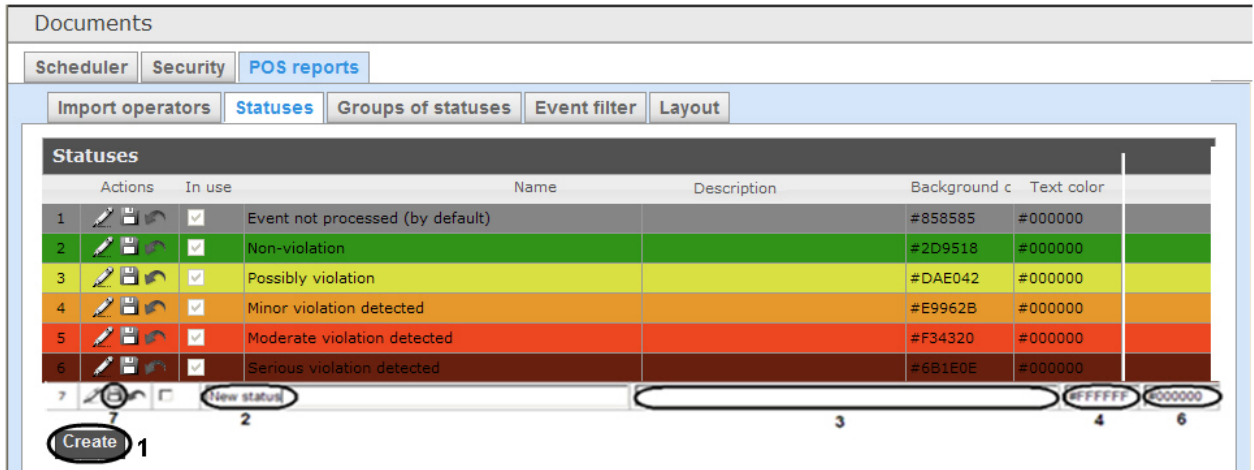 Documents
Scheduler Security POS reports
Import operators Statuses Groups of statuses Event filter Layout
Statuses
Actions In use Name Description Background c Text color
1 Event not processed (by default) #858585 #000000
2 Non-violation #2D9518 #000000
3 Possibly violation #DAE042 #000000
4 Minor violation detected #E9962B #000000
5 Moderate violation detected #F34320 #000000
6 Serious violation detected #6B1E0E #000000
7 New status #FFFFFF #000000
7 2 3 4 6
Create 1